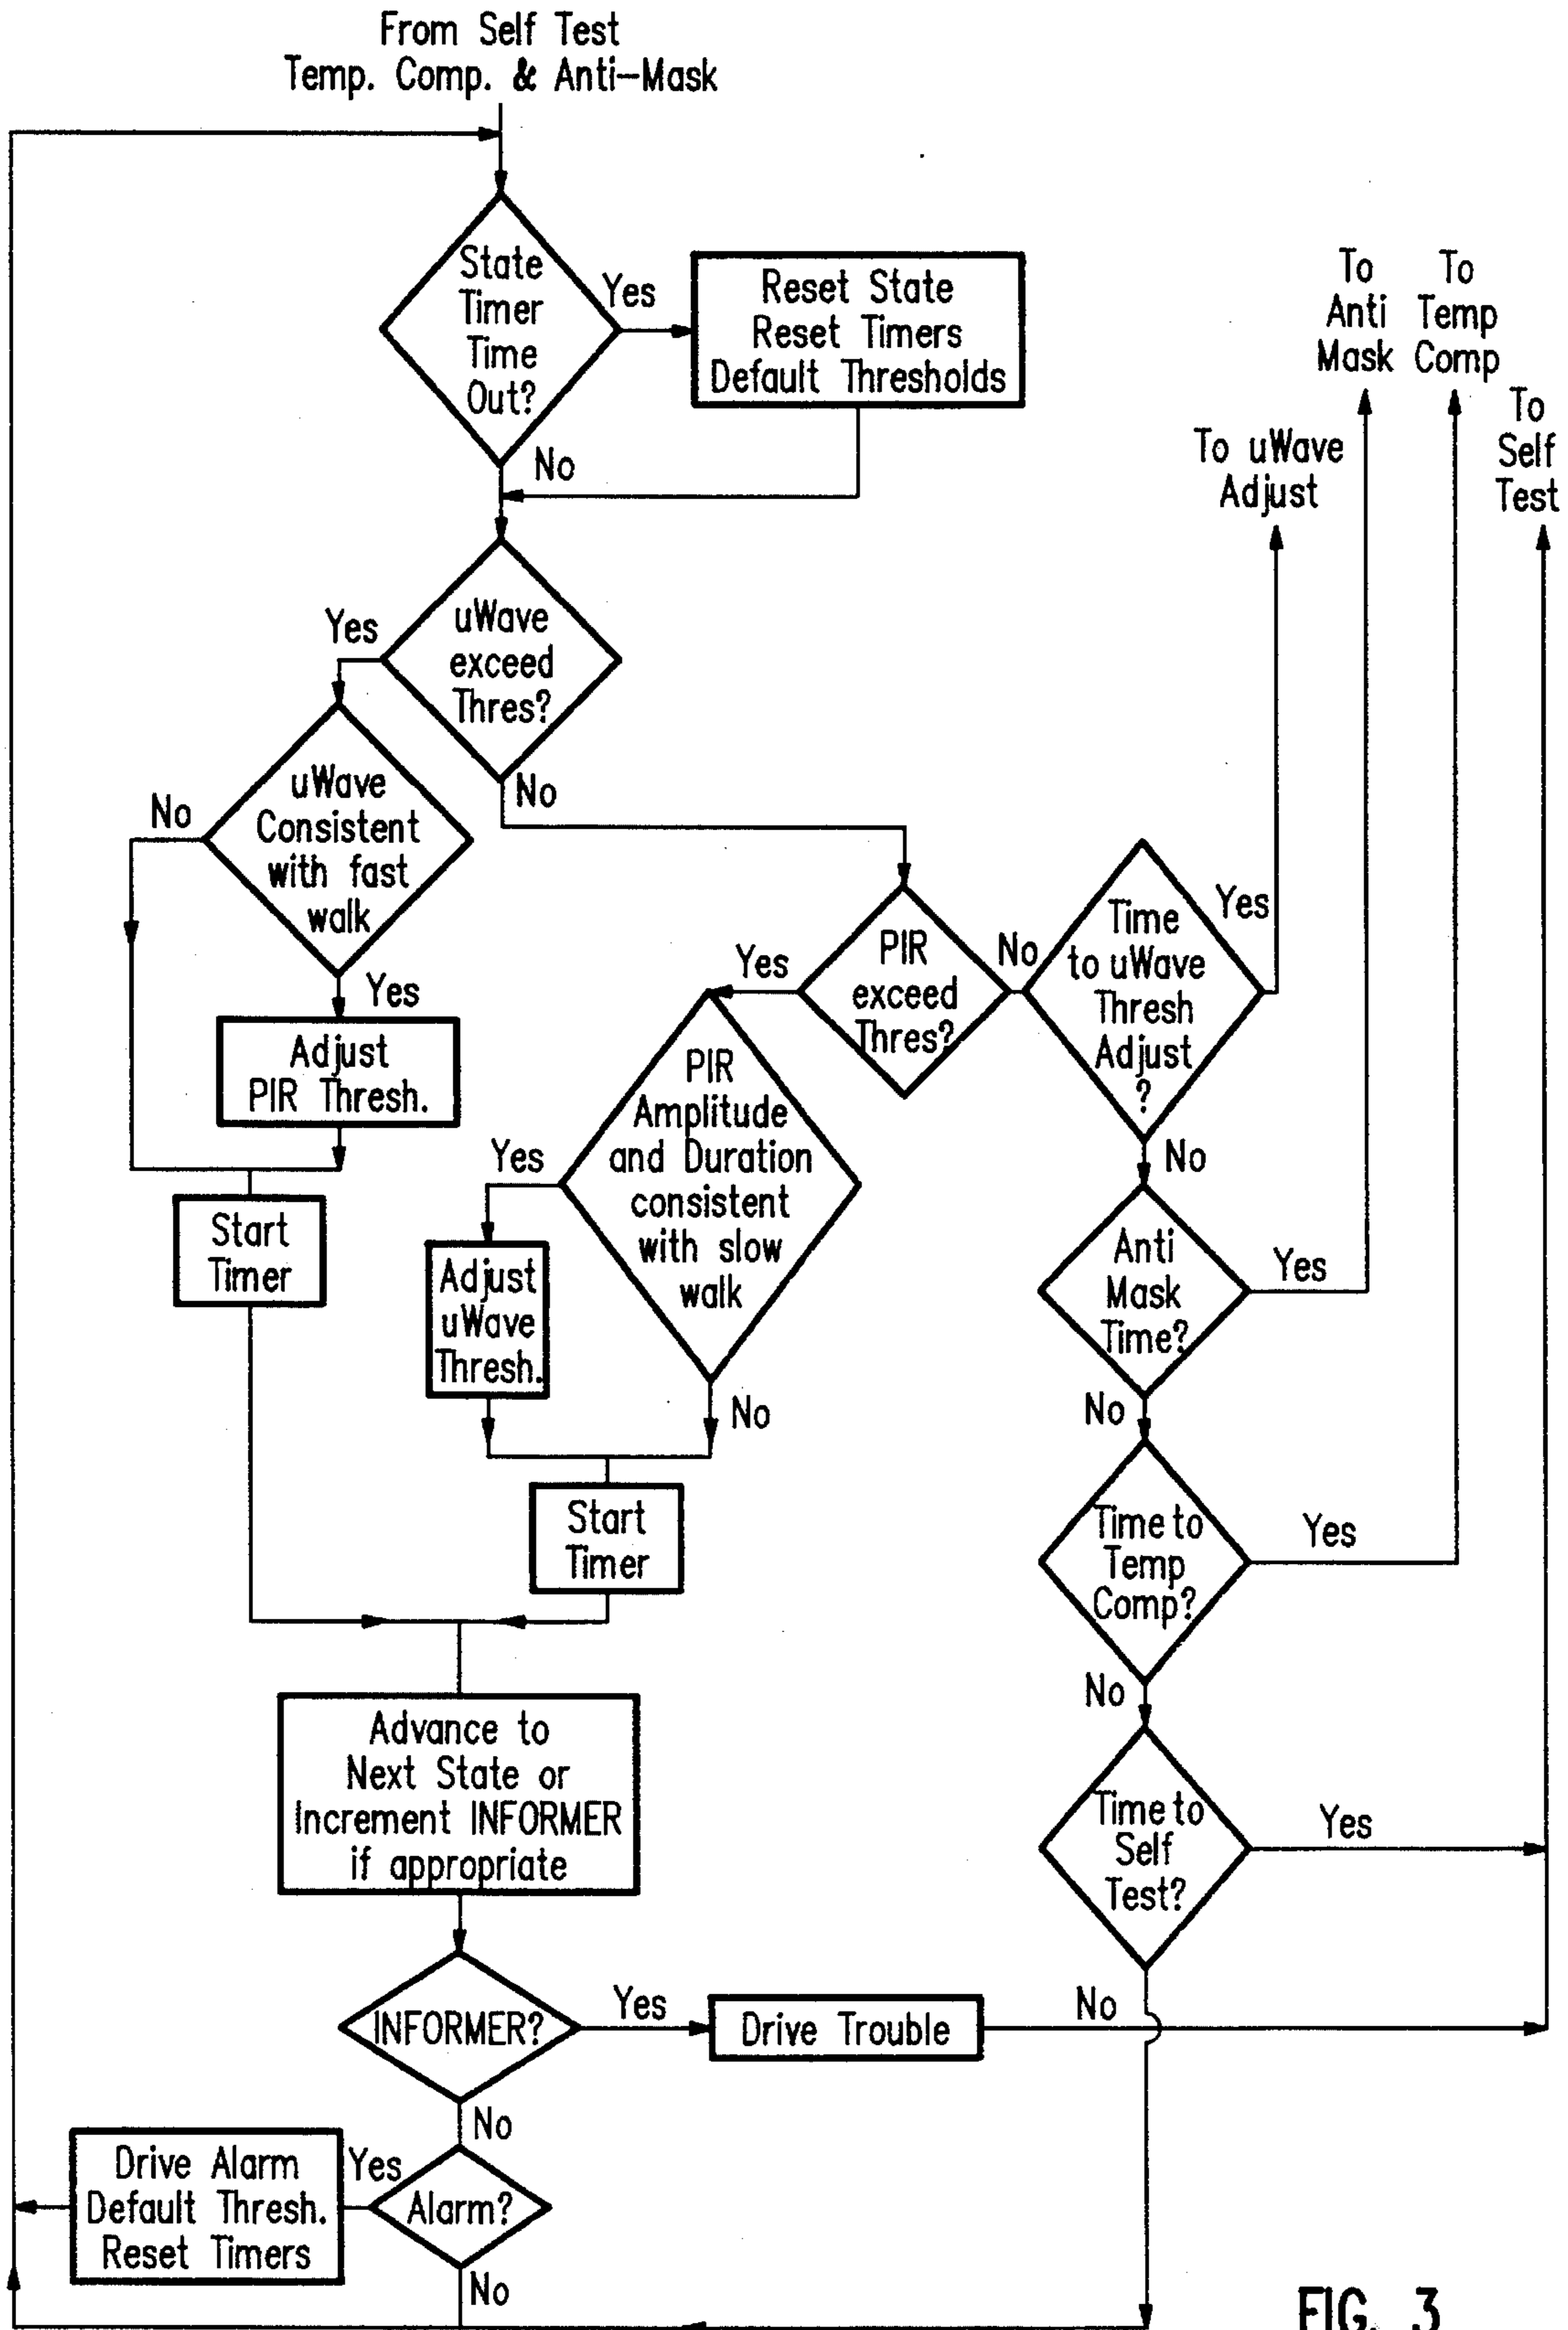 From Self Test
Temp. Comp. & Anti-Mask
State
Timer
Time
Out?
Yes
Reset State
Reset Timers
Default Thresholds
No
To
Anti
Mask
To
Temp
Comp
To
Self
Test
To uWave
Adjust
uWave
exceed
Thres?
Yes
No
uWave
Consistent
with fast
walk
No
Yes
Adjust
PIR Thresh.
Start
Timer
PIR
exceed
Thres?
Yes
No
Time
to uWave
Thresh
Adjust
?
Yes
No
PIR
Amplitude
and Duration
consistent
with slow
walk
Yes
No
Adjust
uWave
Thresh.
Start
Timer
Anti
Mask
Time?
Yes
No
Time to
Temp
Comp?
Yes
No
Time to
Self
Test?
Yes
No
Advance to
Next State or
Increment INFORMER
if appropriate
INFORMER?
Yes
Drive Trouble
No
Alarm?
Yes
Drive Alarm
Default Thresh.
Reset Timers
No
FIG. 3